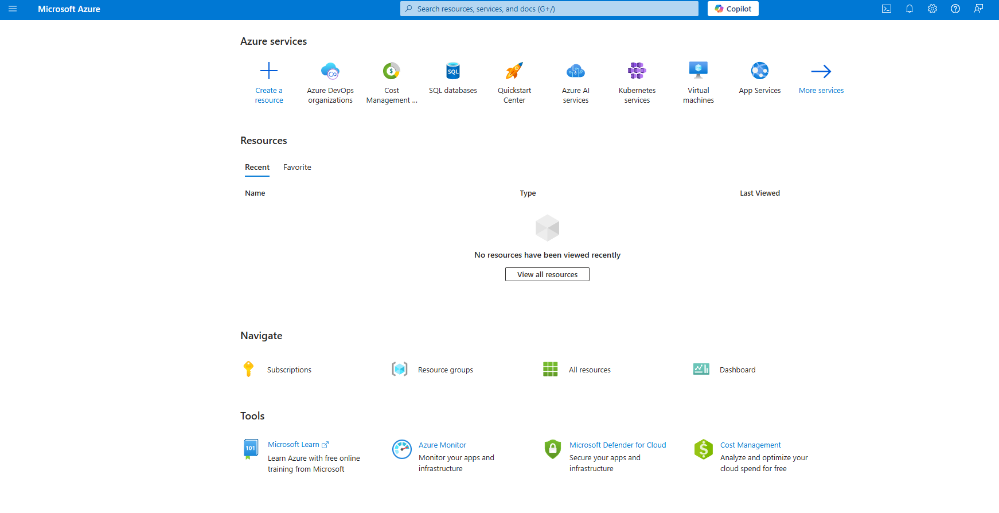 Microsoft Azure
Search resources, services, and docs (G+/)
Copilot
Azure services
Create a
resource
Azure DevOps
organizations
Cost
Management ...
SQL
SQL databases
Quickstart
Center
Azure AI
services
Kubernetes
services
Virtual
machines
App Services
More services
Resources
Recent
Favorite
Name
Type
Last Viewed
No resources have been viewed recently
View all resources
Navigate
Subscriptions
Resource groups
All resources
Dashboard
Tools
101
Microsoft Learn
Learn Azure with free online
training from Microsoft
Azure Monitor
Monitor your apps and
infrastructure
Microsoft Defender for Cloud
Secure your apps and
infrastructure
Cost Management
Analyze and optimize your
cloud spend for free